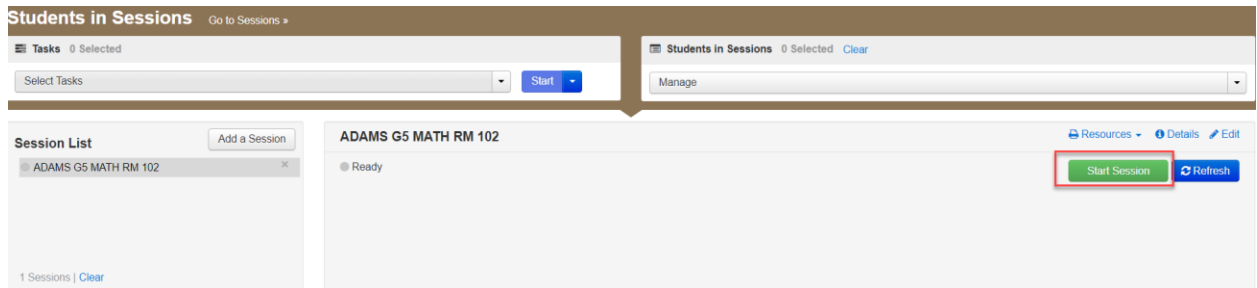 Students in Sessions Go to Sessions »
Tasks 0 Selected
Students in Sessions 0 Selected Clear
Select Tasks
Start
Manage
Session List
Add a Session
ADAMS G5 MATH RM 102
Resources Details Edit
ADAMS G5 MATH RM 102 ×
Ready
Start Session
Refresh
1 Sessions | Clear